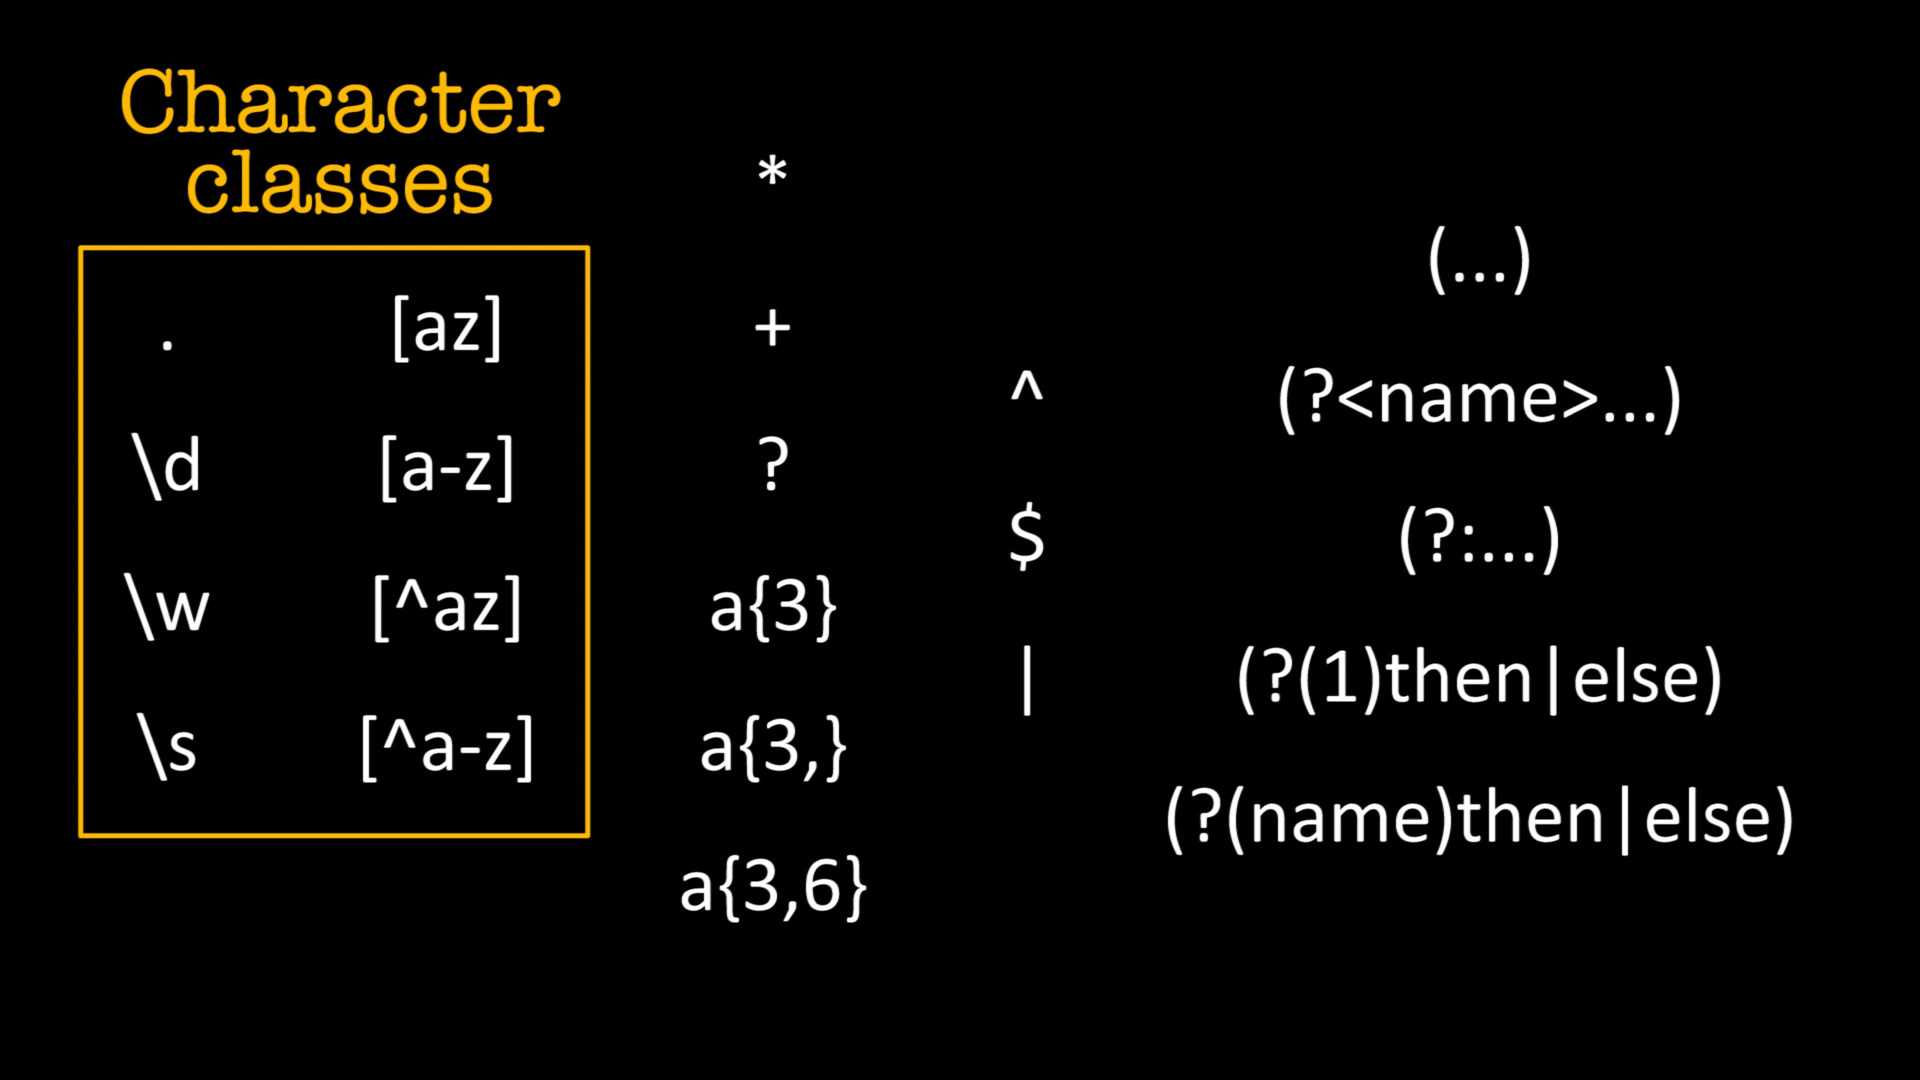 Character
classes
. [az]
\d [a-z]
\w [^az]
\s [^a-z]
*
+
?
a{3}
a{3,}
a{3,6}
^
$
|
(...)
(?<name>...)
(?:...)
(?(1)then|else)
(?(name)then|else)